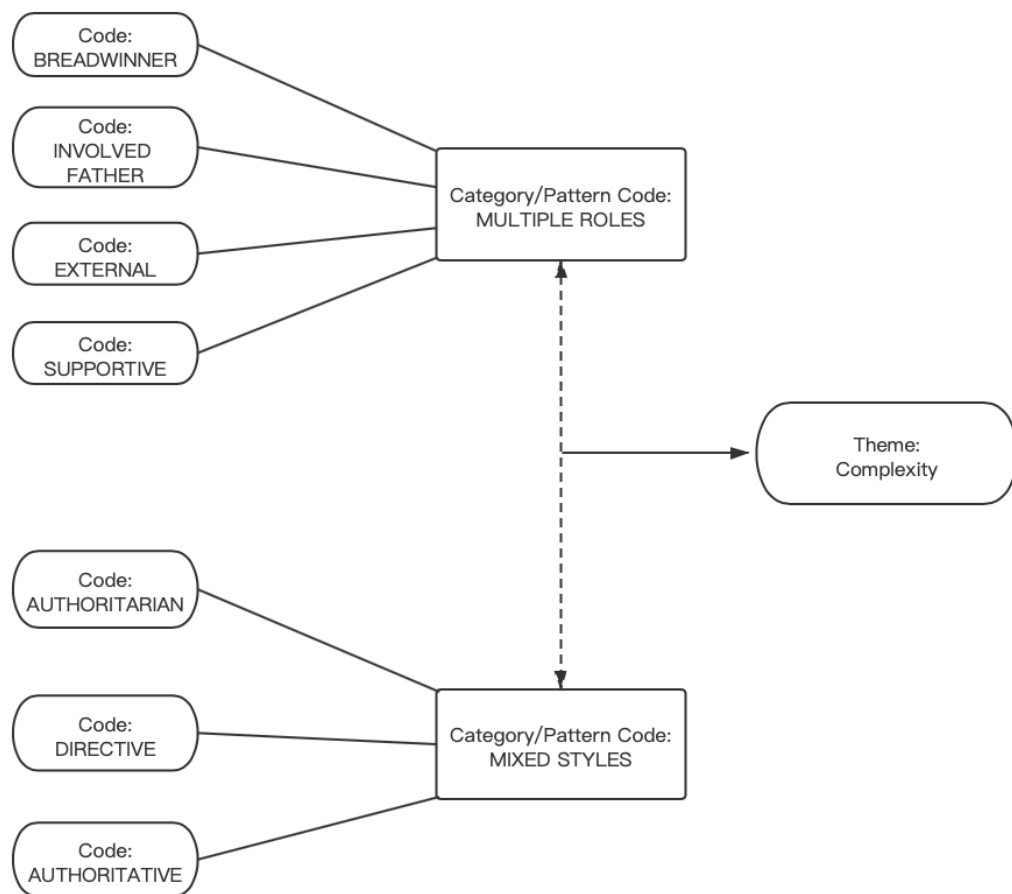 Code:
BREADWINNER
Code:
INVOLVED
FATHER
Code:
EXTERNAL
Code:
SUPPORTIVE
Category/Pattern Code:
MULTIPLE ROLES
Theme:
Complexity
Code:
AUTHORITARIAN
Code:
DIRECTIVE
Code:
AUTHORITATIVE
Category/Pattern Code:
MIXED STYLES